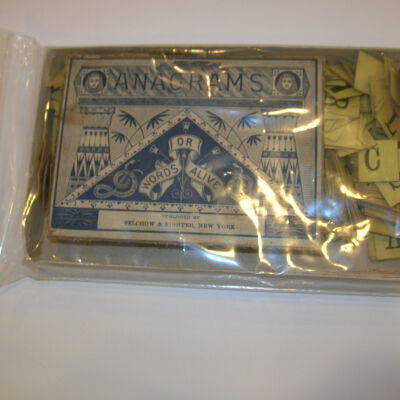 ANAGRAMS
OR
WORDS ALIVE
PUBLISHED BY
SELCHOW & RIGHTER, NEW YORK
C